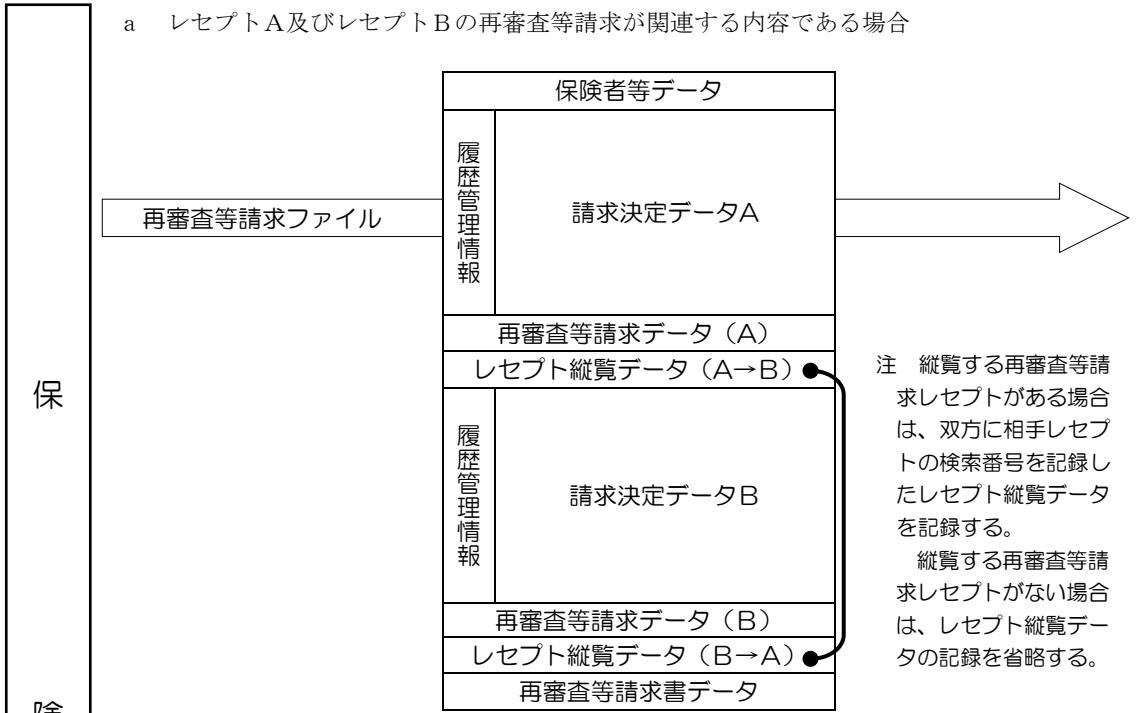 a　レセプトA及びレセプトBの再審査等請求が関連する内容である場合
保険者等データ
履歴管理情報
請求決定データA
再審査等請求ファイル
再審査等請求データ（A）
レセプト縦覧データ（A→B）
履歴管理情報
請求決定データB
再審査等請求データ（B）
レセプト縦覧データ（B→A）
再審査等請求書データ
注　縦覧する再審査等請
求レセプトがある場合
は、双方に相手レセプ
トの検索番号を記録し
たレセプト縦覧データ
を記録する。
縦覧する再審査等請
求レセプトがない場合
は、レセプト縦覧デー
タの記録を省略する。
保
険